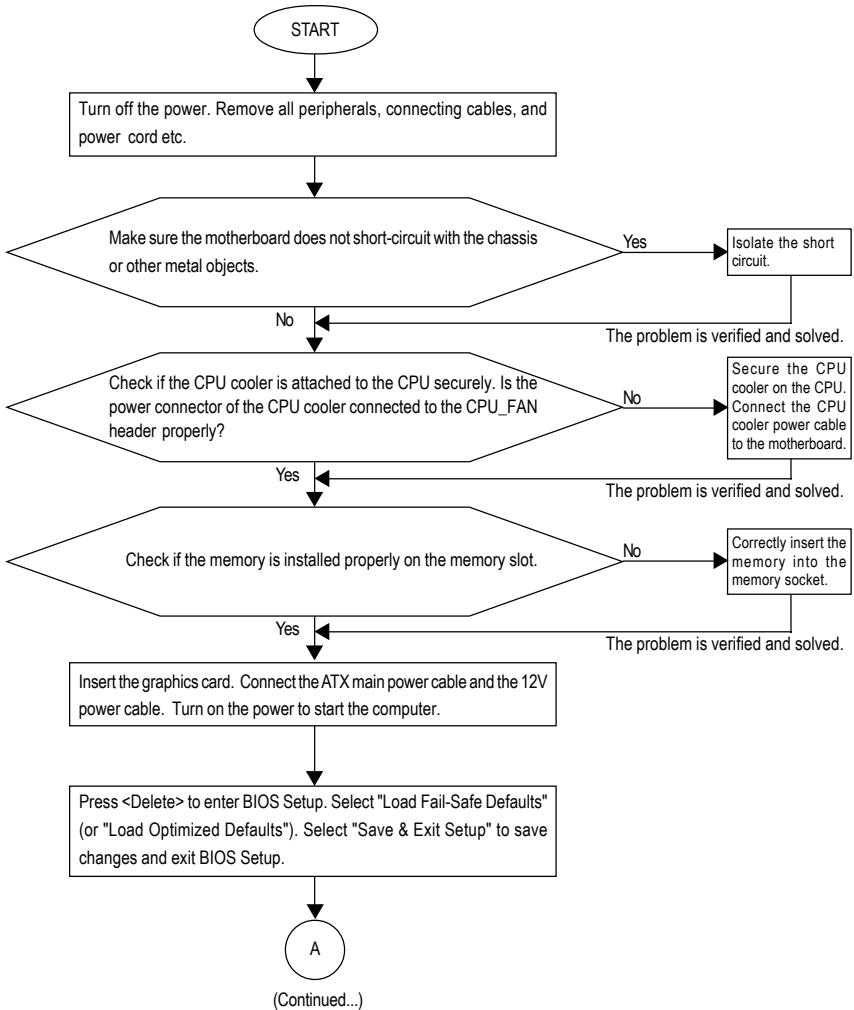 START
Turn off the power. Remove all peripherals, connecting cables, and
power cord etc.
Make sure the motherboard does not short-circuit with the chassis
or other metal objects.
Yes
Isolate the short
circuit.
No
The problem is verified and solved.
Check if the CPU cooler is attached to the CPU securely. Is the
power connector of the CPU cooler connected to the CPU_FAN
header properly?
No
Secure the CPU
cooler on the CPU.
Connect the CPU
cooler power cable
to the motherboard.
Yes
The problem is verified and solved.
Check if the memory is installed properly on the memory slot.
No
Correctly insert the
memory into the
memory socket.
Yes
The problem is verified and solved.
Insert the graphics card. Connect the ATX main power cable and the 12V
power cable. Turn on the power to start the computer.
Press <Delete> to enter BIOS Setup. Select "Load Fail-Safe Defaults"
(or "Load Optimized Defaults"). Select "Save & Exit Setup" to save
changes and exit BIOS Setup.
A
(Continued...)